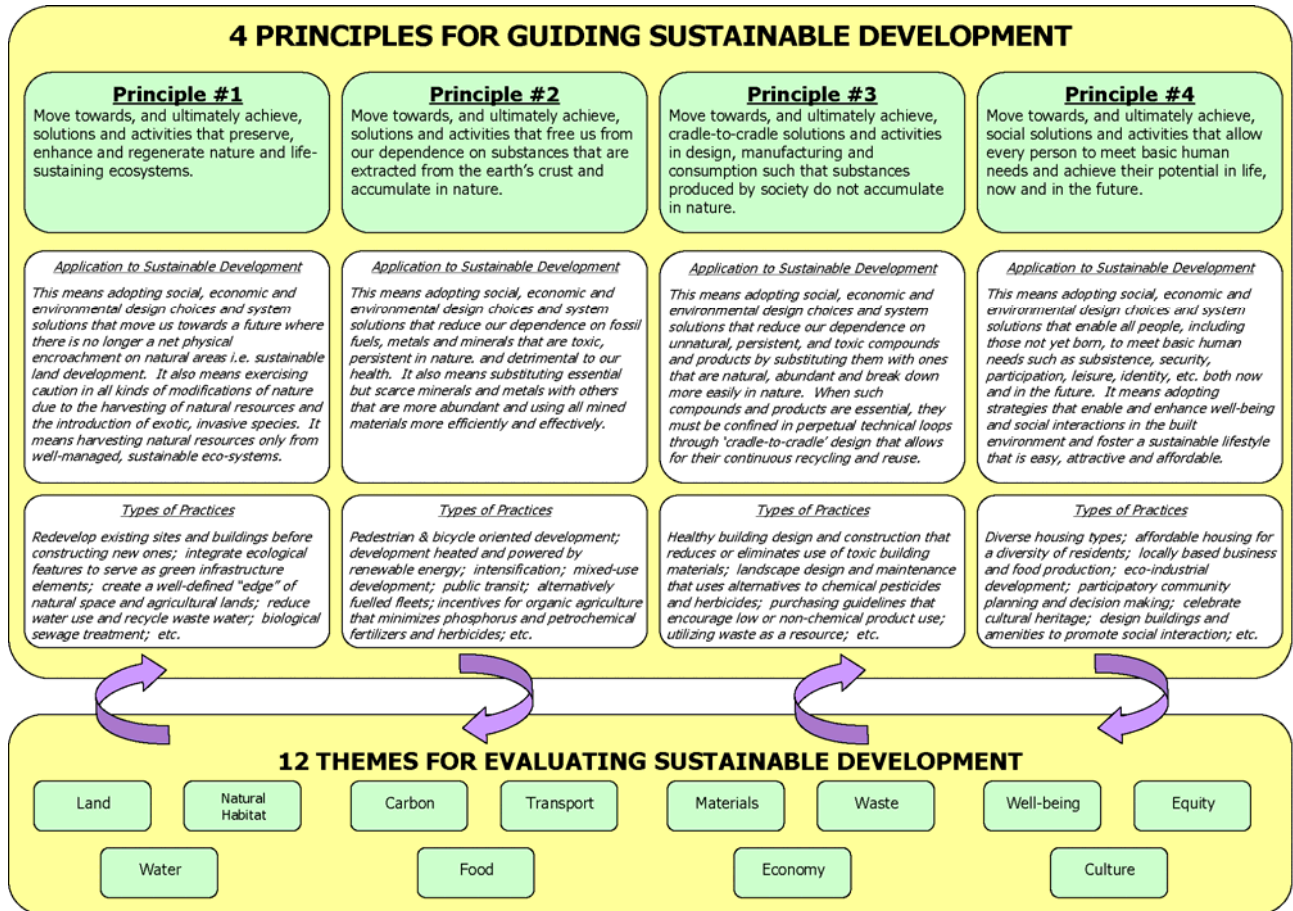 4 PRINCIPLES FOR GUIDING SUSTAINABLE DEVELOPMENT
Principle #1
Move towards, and ultimately achieve,
solutions and activities that preserve,
enhance and regenerate nature and life-
sustaining ecosystems.
Principle #2
Move towards, and ultimately achieve,
solutions and activities that free us from
our dependence on substances that are
extracted from the earth's crust and
accumulate in nature.
Principle #3
Move towards, and ultimately achieve,
cradle-to-cradle solutions and activities
in design, manufacturing and
consumption such that substances
produced by society do not accumulate
in nature.
Principle #4
Move towards, and ultimately achieve,
social solutions and activities that allow
every person to meet basic human
needs and achieve their potential in life,
now and in the future.
Application to Sustainable Development
This means adopting social, economic and
environmental design choices and system
solutions that move us towards a future where
there is no longer a net physical
encroachment on natural areas i.e. sustainable
land development. It also means exercising
caution in all kinds of modifications of nature
due to the harvesting of natural resources and
the introduction of exotic, invasive species. It
means harvesting natural resources only from
well-managed, sustainable eco-systems.
Application to Sustainable Development
This means adopting social, economic and
environmental design choices and system
solutions that reduce our dependence on fossil
fuels, metals and minerals that are toxic,
persistent in nature. and detrimental to our
health. It also means substituting essential
but scarce minerals and metals with others
that are more abundant and using all mined
materials more efficiently and effectively.
Application to Sustainable Development
This means adopting social, economic and
environmental design choices and system
solutions that reduce our dependence on
unnatural, persistent, and toxic compounds
and products by substituting them with ones
that are natural, abundant and break down
more easily in nature. When such
compounds and products are essential, they
must be confined in perpetual technical loops
through 'cradle-to-cradle' design that allows
for their continuous recycling and reuse.
Application to Sustainable Development
This means adopting social, economic and
environmental design choices and system
solutions that enable all people, including
those not yet born, to meet basic human
needs such as subsistence, security,
participation, leisure, identity, etc. both now
and in the future. It means adopting
strategies that enable and enhance well-being
and social interactions in the built
environment and foster a sustainable lifestyle
that is easy, attractive and affordable.
Types of Practices
Redevelop existing sites and buildings before
constructing new ones; integrate ecological
features to serve as green infrastructure
elements; create a well-defined "edge" of
natural space and agricultural lands; reduce
water use and recycle waste water; biological
sewage treatment; etc.
Types of Practices
Pedestrian & bicycle oriented development;
development heated and powered by
renewable energy; intensification; mixed-use
development; public transit; alternatively
fuelled fleets; incentives for organic agriculture
that minimizes phosphorus and petrochemical
fertilizers and herbicides; etc.
Types of Practices
Healthy building design and construction that
reduces or eliminates use of toxic building
materials; landscape design and maintenance
that uses alternatives to chemical pesticides
and herbicides; purchasing guidelines that
encourage low or non-chemical product use;
utilizing waste as a resource; etc.
Types of Practices
Diverse housing types; affordable housing for
a diversity of residents; locally based business
and food production; eco-industrial
development; participatory community
planning and decision making; celebrate
cultural heritage; design buildings and
amenities to promote social interaction; etc.
12 THEMES FOR EVALUATING SUSTAINABLE DEVELOPMENT
Land
Natural
Habitat
Carbon
Transport
Materials
Waste
Well-being
Equity
Water
Food
Economy
Culture